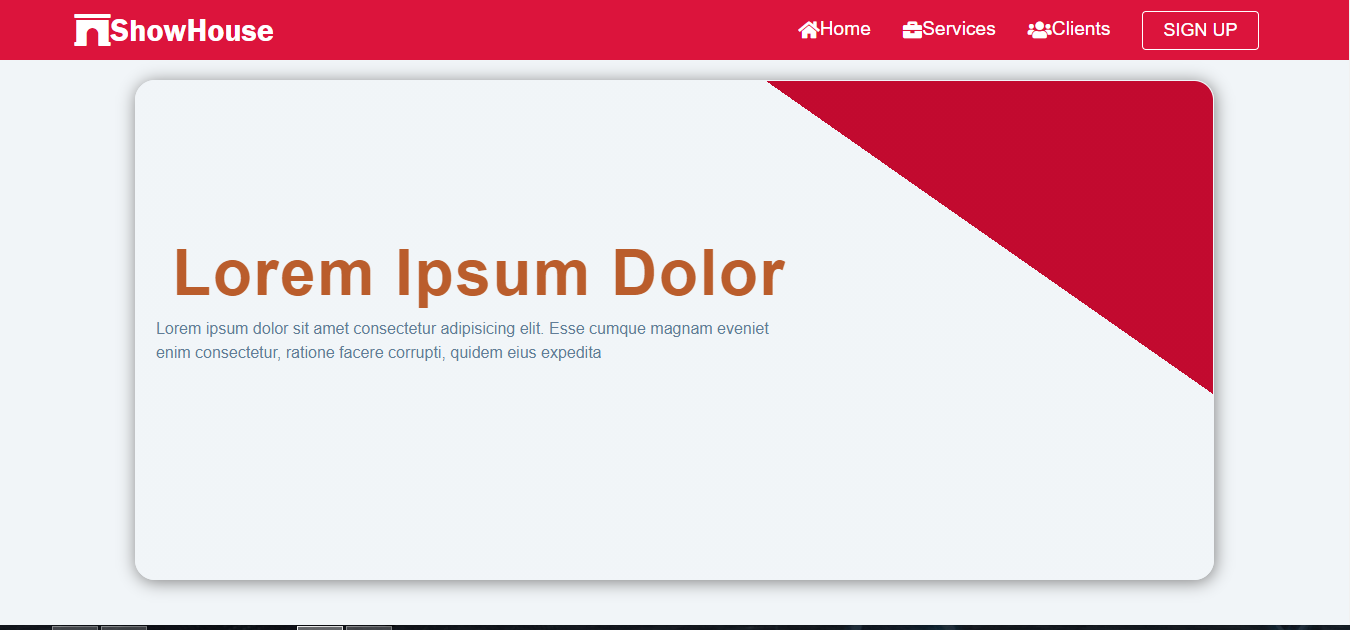 ShowHouse
Home
Services
Clients
SIGN UP
Lorem Ipsum Dolor
Lorem ipsum dolor sit amet consectetur adipisicing elit. Esse cumque magnam eveniet
enim consectetur, ratione facere corrupti, quidem eius expedita